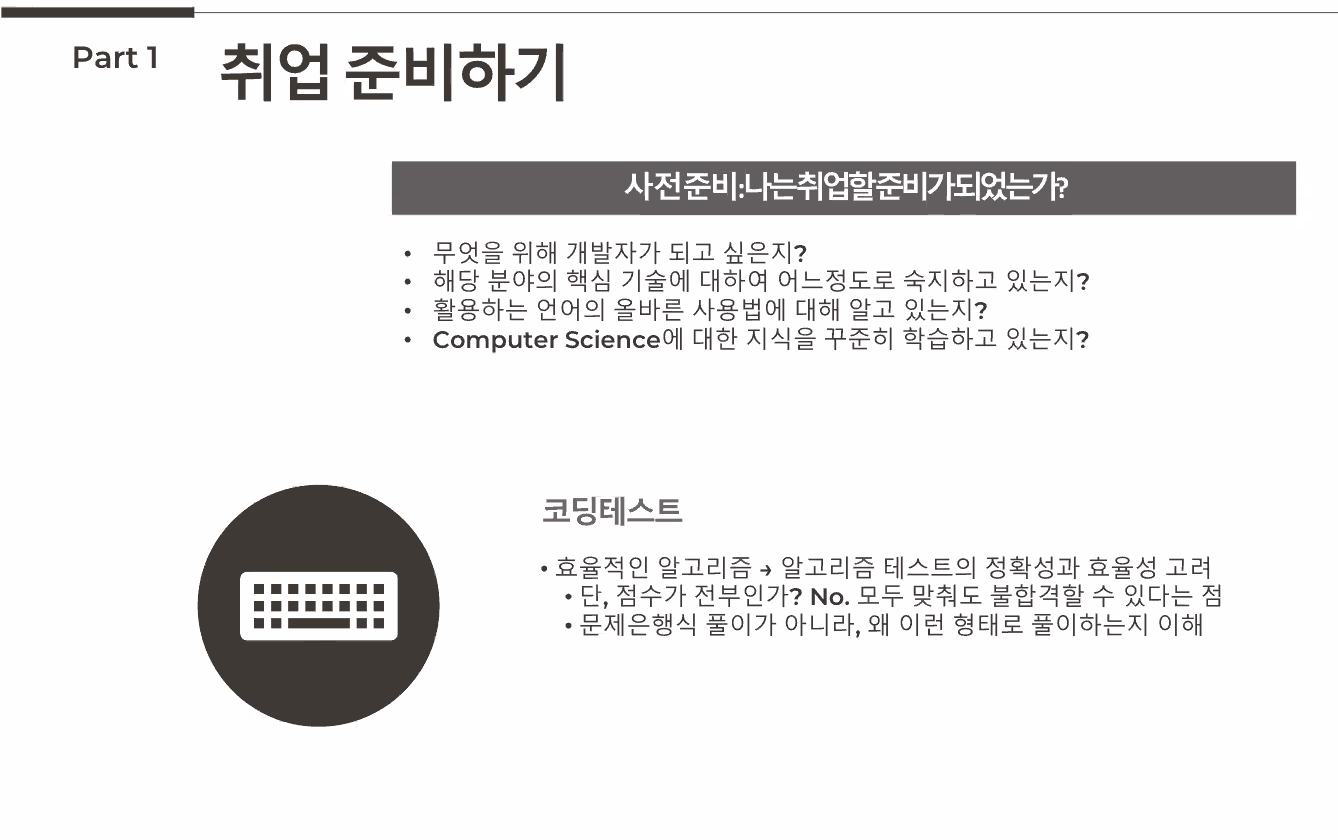 Part 1
취업 준비하기
사전 준비:나는 취업할 준비가 되었는가?
• 무엇을 위해 개발자가 되고 싶은지?
• 해당 분야의 핵심 기술에 대하여 어느정도로 숙지하고 있는지?
• 활용하는 언어의 올바른 사용법에 대해 알고 있는지?
• Computer Science에 대한 지식을 꾸준히 학습하고 있는지?
코딩테스트
• 효율적인 알고리즘 → 알고리즘 테스트의 정확성과 효율성 고려
• 단, 점수가 전부인가? No. 모두 맞춰도 불합격할 수 있다는 점
• 문제은행식 풀이가 아니라, 왜 이런 형태로 풀이하는지 이해